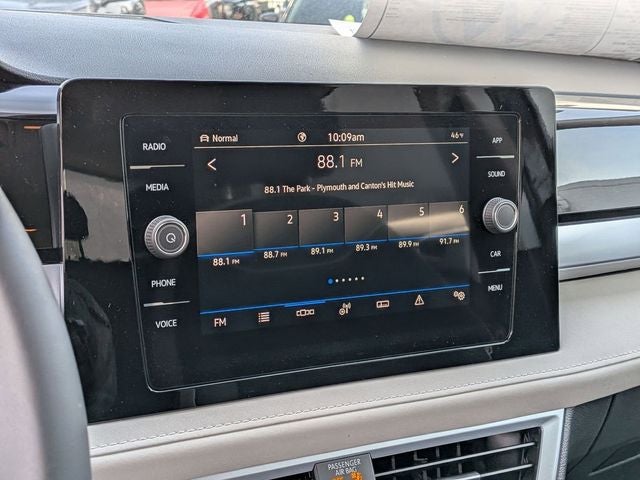 RADIO
MEDIA
PHONE
VOICE
Normal
10:09am
46°F
88.1 FM
88.1 The Park - Plymouth and Canton's Hit Music
1 2 3 4 5 6
88.1 FM 88.7 FM 89.1 FM 89.3 FM 89.9 FM 91.7 FM
FM
APP
SOUND
CAR
MENU
PASSENGER
AIR BAG